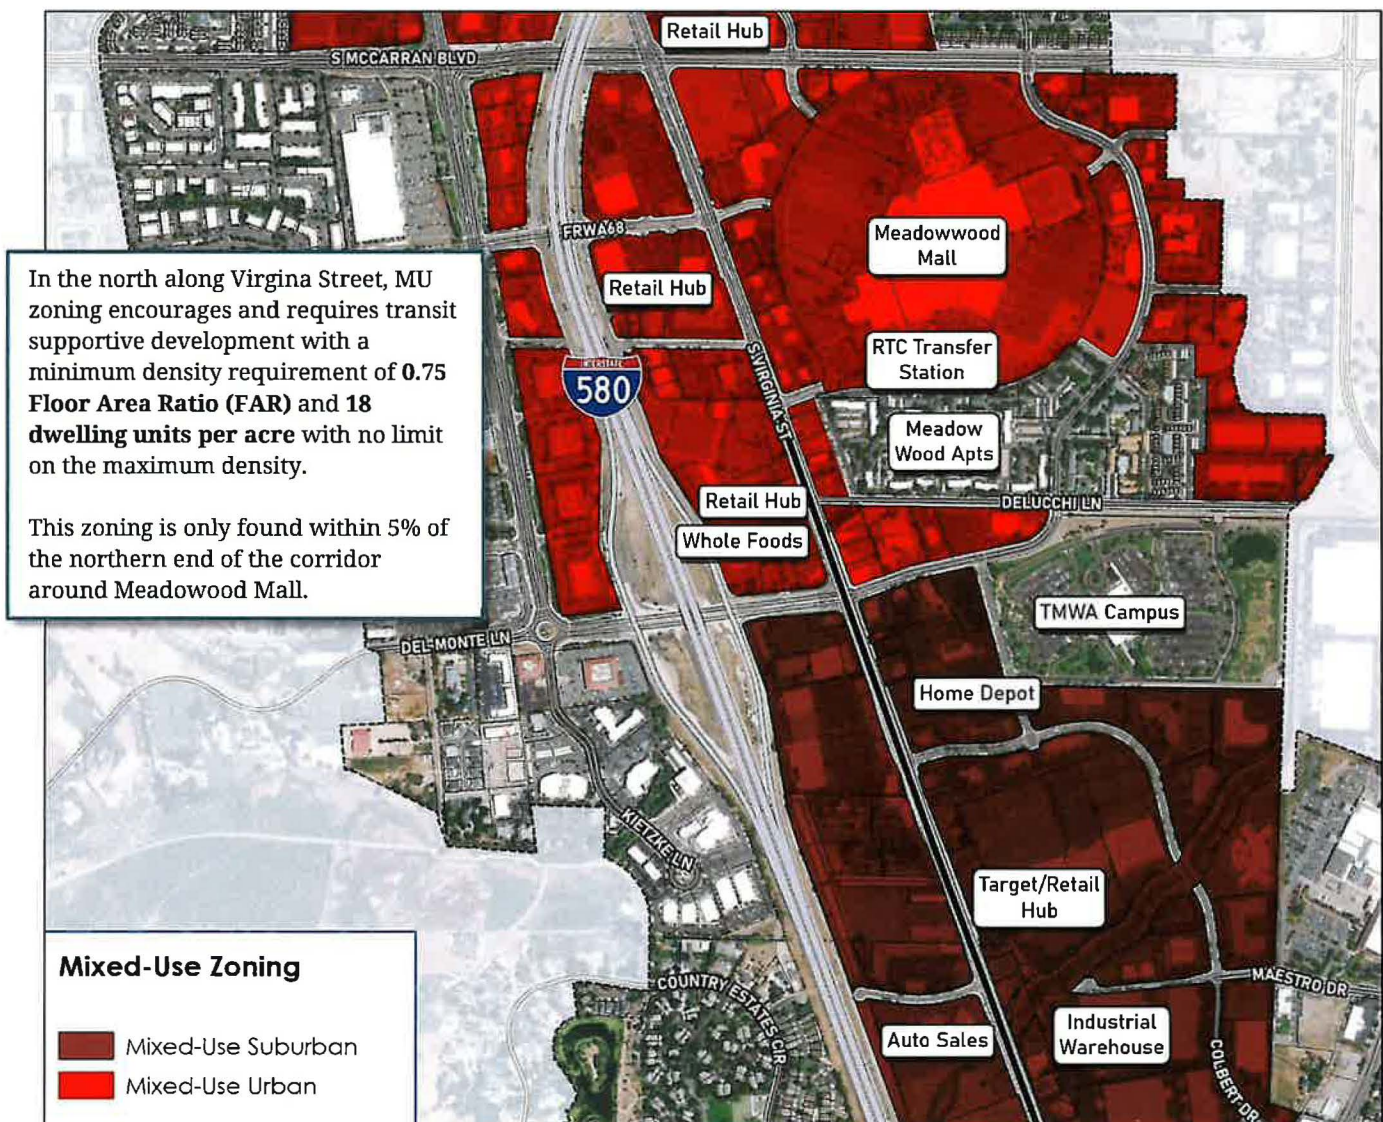 Retail Hub
S MCCARRAN BLVD
Meadowwood
Mall
FRWA68
Retail Hub
In the north along Virgina Street, MU
zoning encourages and requires transit
supportive development with a
minimum density requirement of 0.75
Floor Area Ratio (FAR) and 18
dwelling units per acre with no limit
on the maximum density.
This zoning is only found within 5% of
the northern end of the corridor
around Meadowood Mall.
INTERSTATE
580
S VIRGINIA ST
RTC Transfer
Station
Meadow
Wood Apts
Retail Hub
DELUCCHI LN
Whole Foods
TMWA Campus
DEL MONTE LN
Home Depot
KIETZKE LN
Target/Retail
Hub
COUNTRY ESTATES CIR
MAESTRO DR
Auto Sales
Industrial
Warehouse
COLBERT DR
Mixed-Use Zoning
Mixed-Use Suburban
Mixed-Use Urban